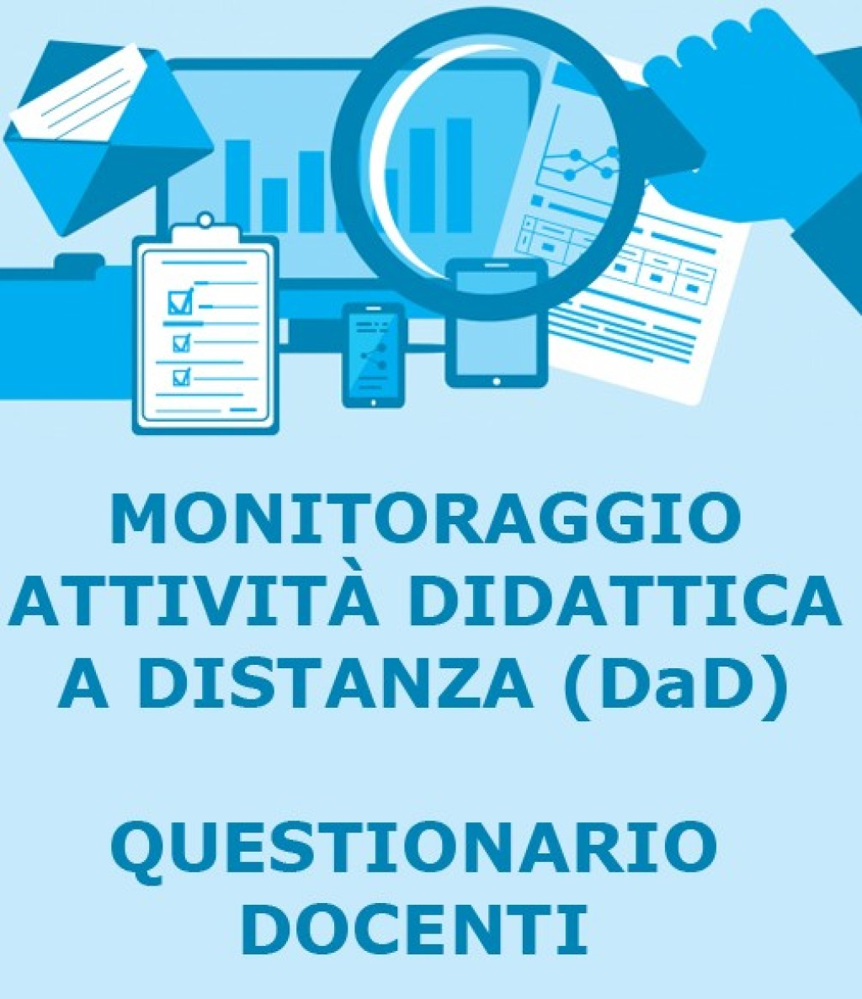 MONITORAGGIO
ATTIVITÀ DIDATTICA
A DISTANZA (DaD)
QUESTIONARIO
DOCENTI